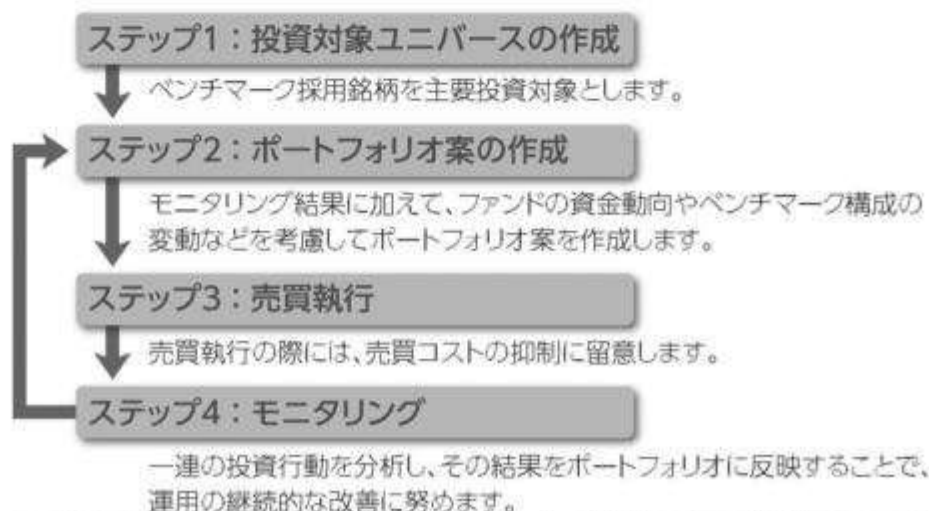 ステップ1：投資対象ユニバースの作成
ベンチマーク採用銘柄を主要投資対象とします。
ステップ2：ポートフォリオ案の作成
モニタリング結果に加えて、ファンドの資金動向やベンチマーク構成の
変動などを考慮してポートフォリオ案を作成します。
ステップ3：売買執行
売買執行の際には、売買コストの抑制に留意します。
ステップ4：モニタリング
一連の投資行動を分析し、その結果をポートフォリオに反映することで、
運用の継続的な改善に努めます。